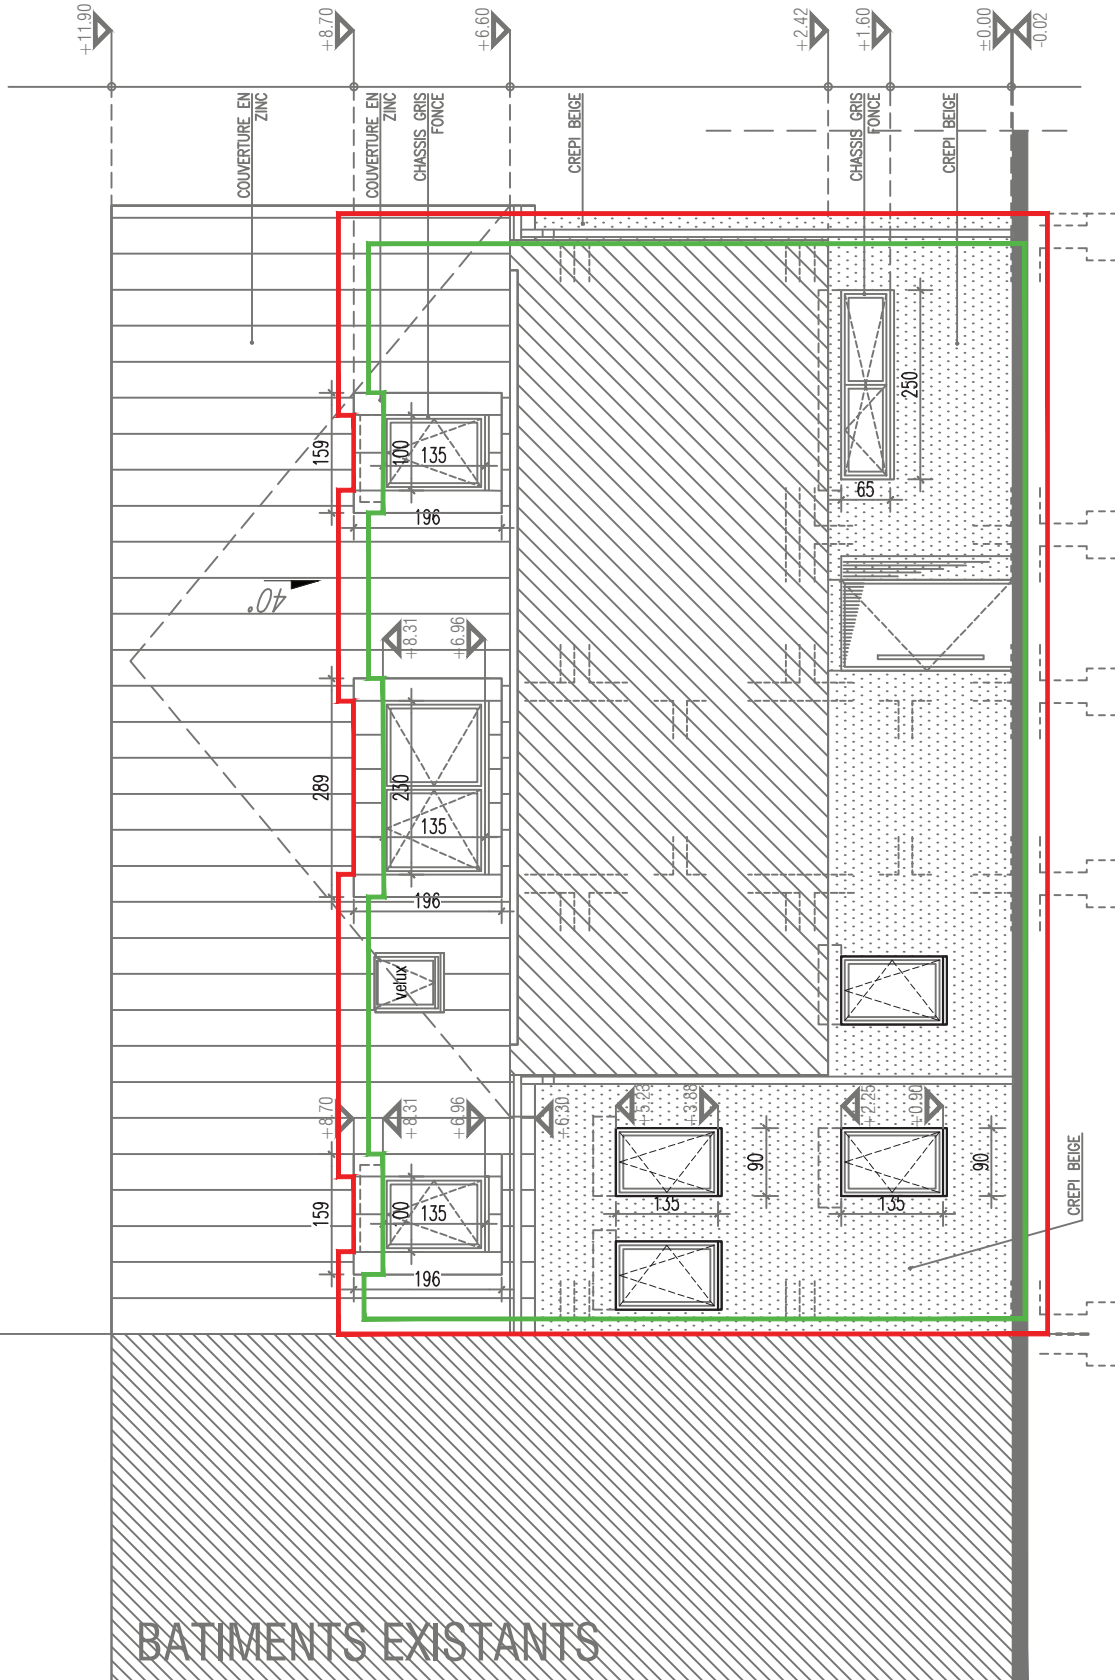 +11.90
+8.70
+6.60
+2.42
+1.60
±0.00
-0.02
COUVERTURE EN
ZINC
COUVERTURE EN
ZINC
CHASSIS GRIS
FONCE
CREPI BEIGE
CHASSIS GRIS
FONCE
CREPI BEIGE
159
100
135
196
250
65
40°
+8.31
+6.96
289
230
135
196
velux
+8.70
+8.31
+6.96
+6.30
+5.23
+3.88
+2.25
+0.90
159
100
135
196
90
135
90
135
CREPI BEIGE
BATIMENTS EXISTANTS